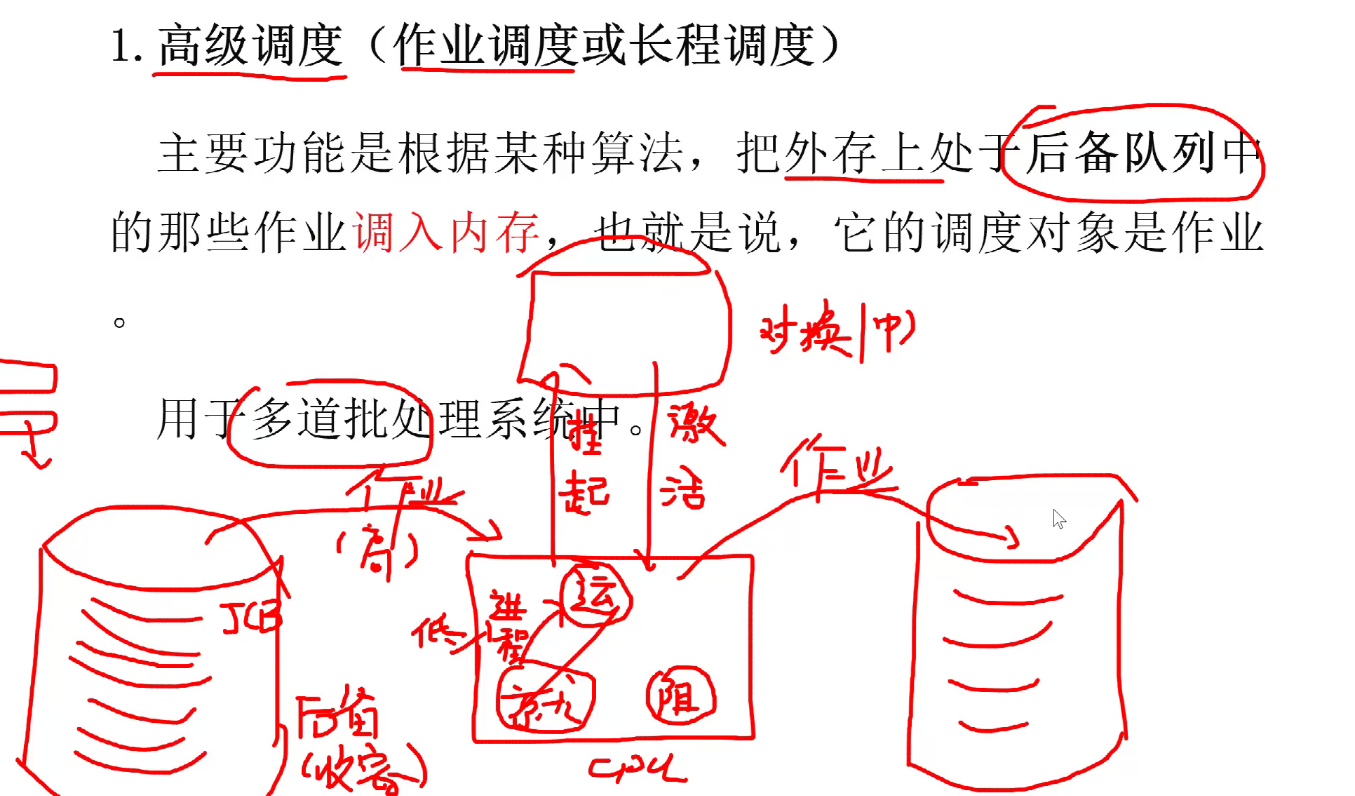 1. 高级调度（作业调度或长程调度）
主要功能是根据某种算法，把外存上处于后备队列中
的那些作业调入内存，也就是说，它的调度对象是作业
。
对换(中)
用于多道批处理系统中。
挂起
激活
作业
(高)
作业
JCB
低
进程
运
就
阻
后备
(收容)
CPU